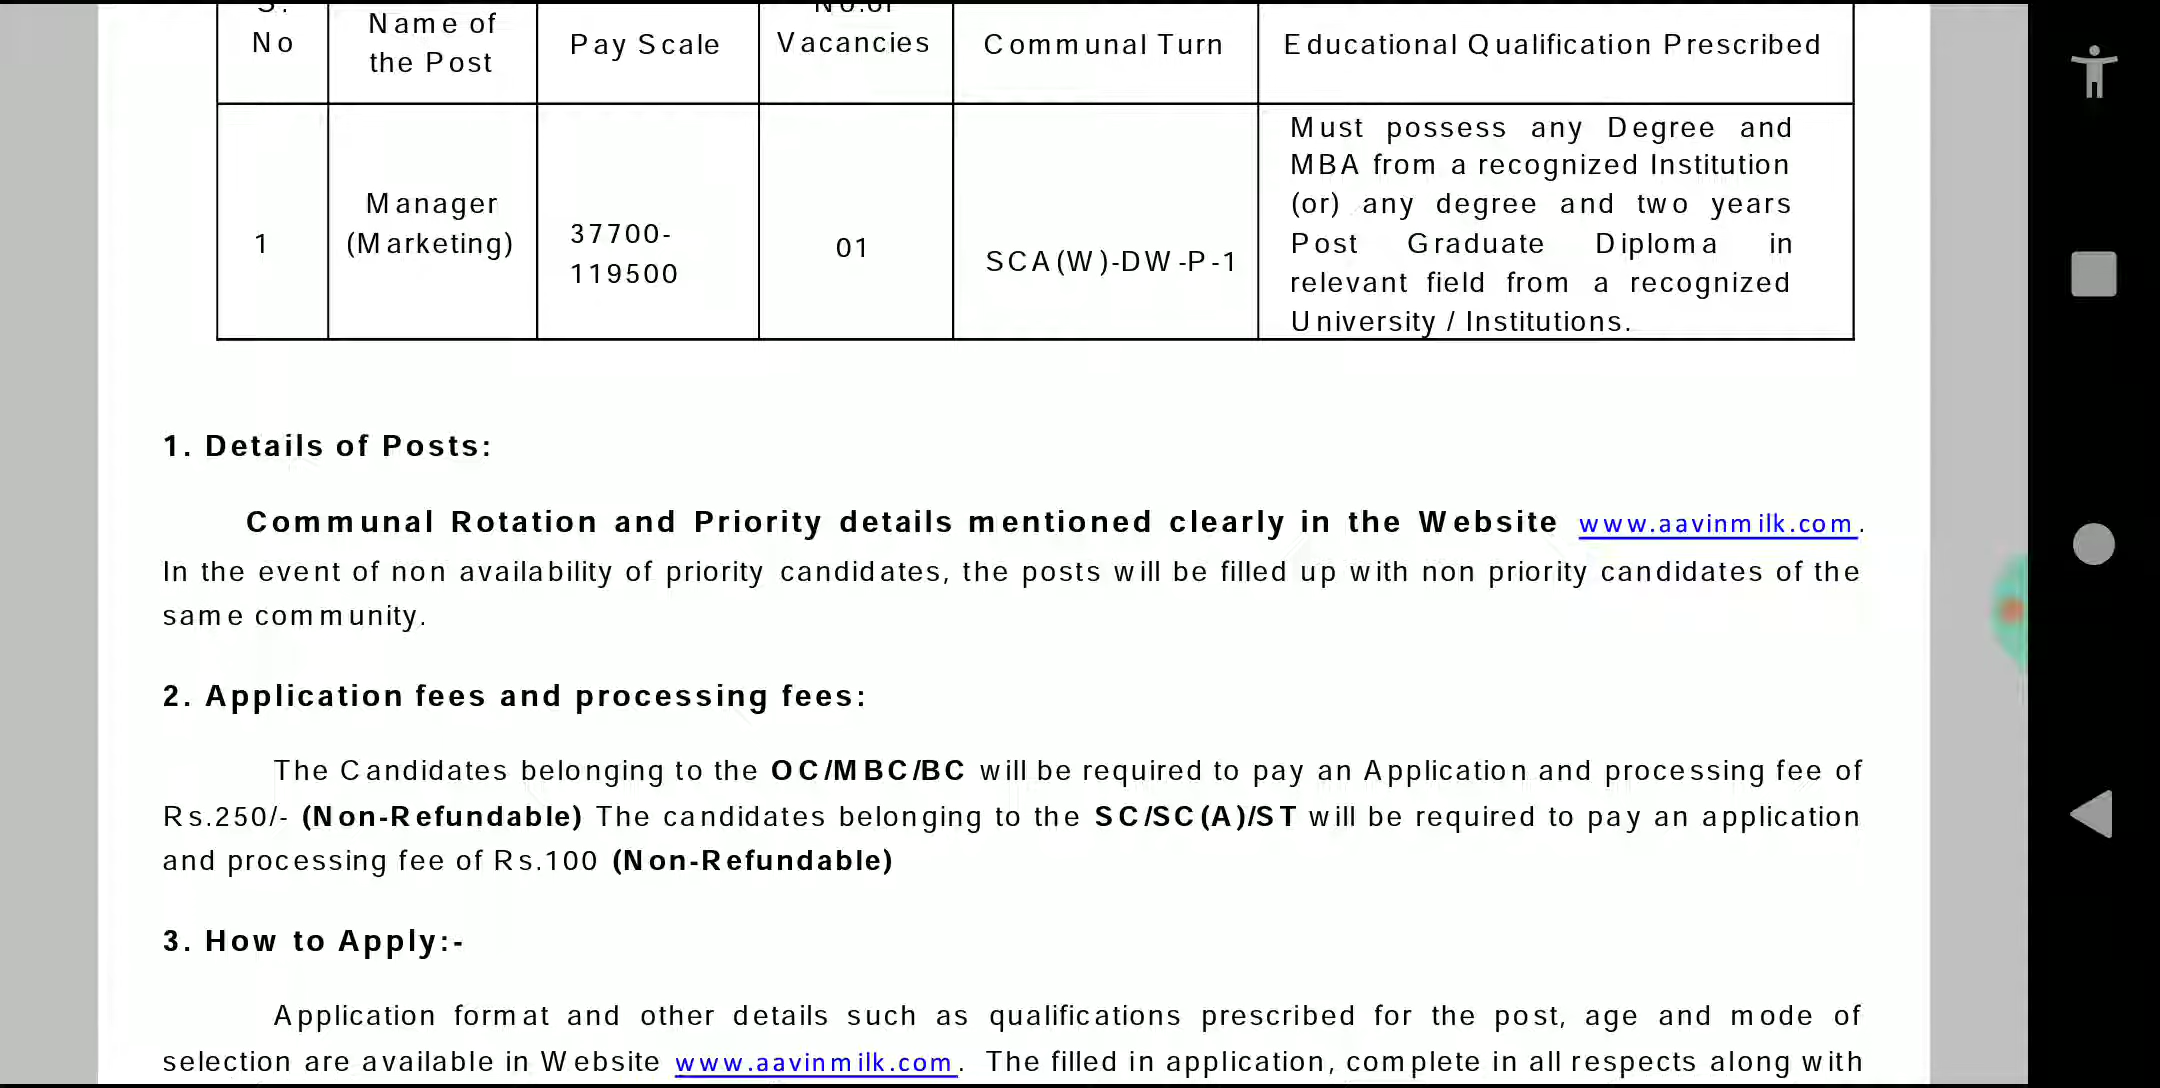 S. No
Name of the Post
Pay Scale
No.of Vacancies
Communal Turn
Educational Qualification Prescribed
1
Manager (Marketing)
37700-
119500
01
SCA(W)-DW-P-1
Must possess any Degree and
MBA from a recognized Institution
(or) any degree and two years
Post Graduate Diploma in
relevant field from a recognized
University / Institutions.
1. Details of Posts:
Communal Rotation and Priority details mentioned clearly in the Website www.aavinmilk.com.
In the event of non availability of priority candidates, the posts will be filled up with non priority candidates of the
same community.
2. Application fees and processing fees:
The Candidates belonging to the OC/MBC/BC will be required to pay an Application and processing fee of
Rs.250/- (Non-Refundable) The candidates belonging to the SC/SC(A)/ST will be required to pay an application
and processing fee of Rs.100 (Non-Refundable)
3. How to Apply:-
Application format and other details such as qualifications prescribed for the post, age and mode of
selection are available in Website www.aavinmilk.com. The filled in application, complete in all respects along with